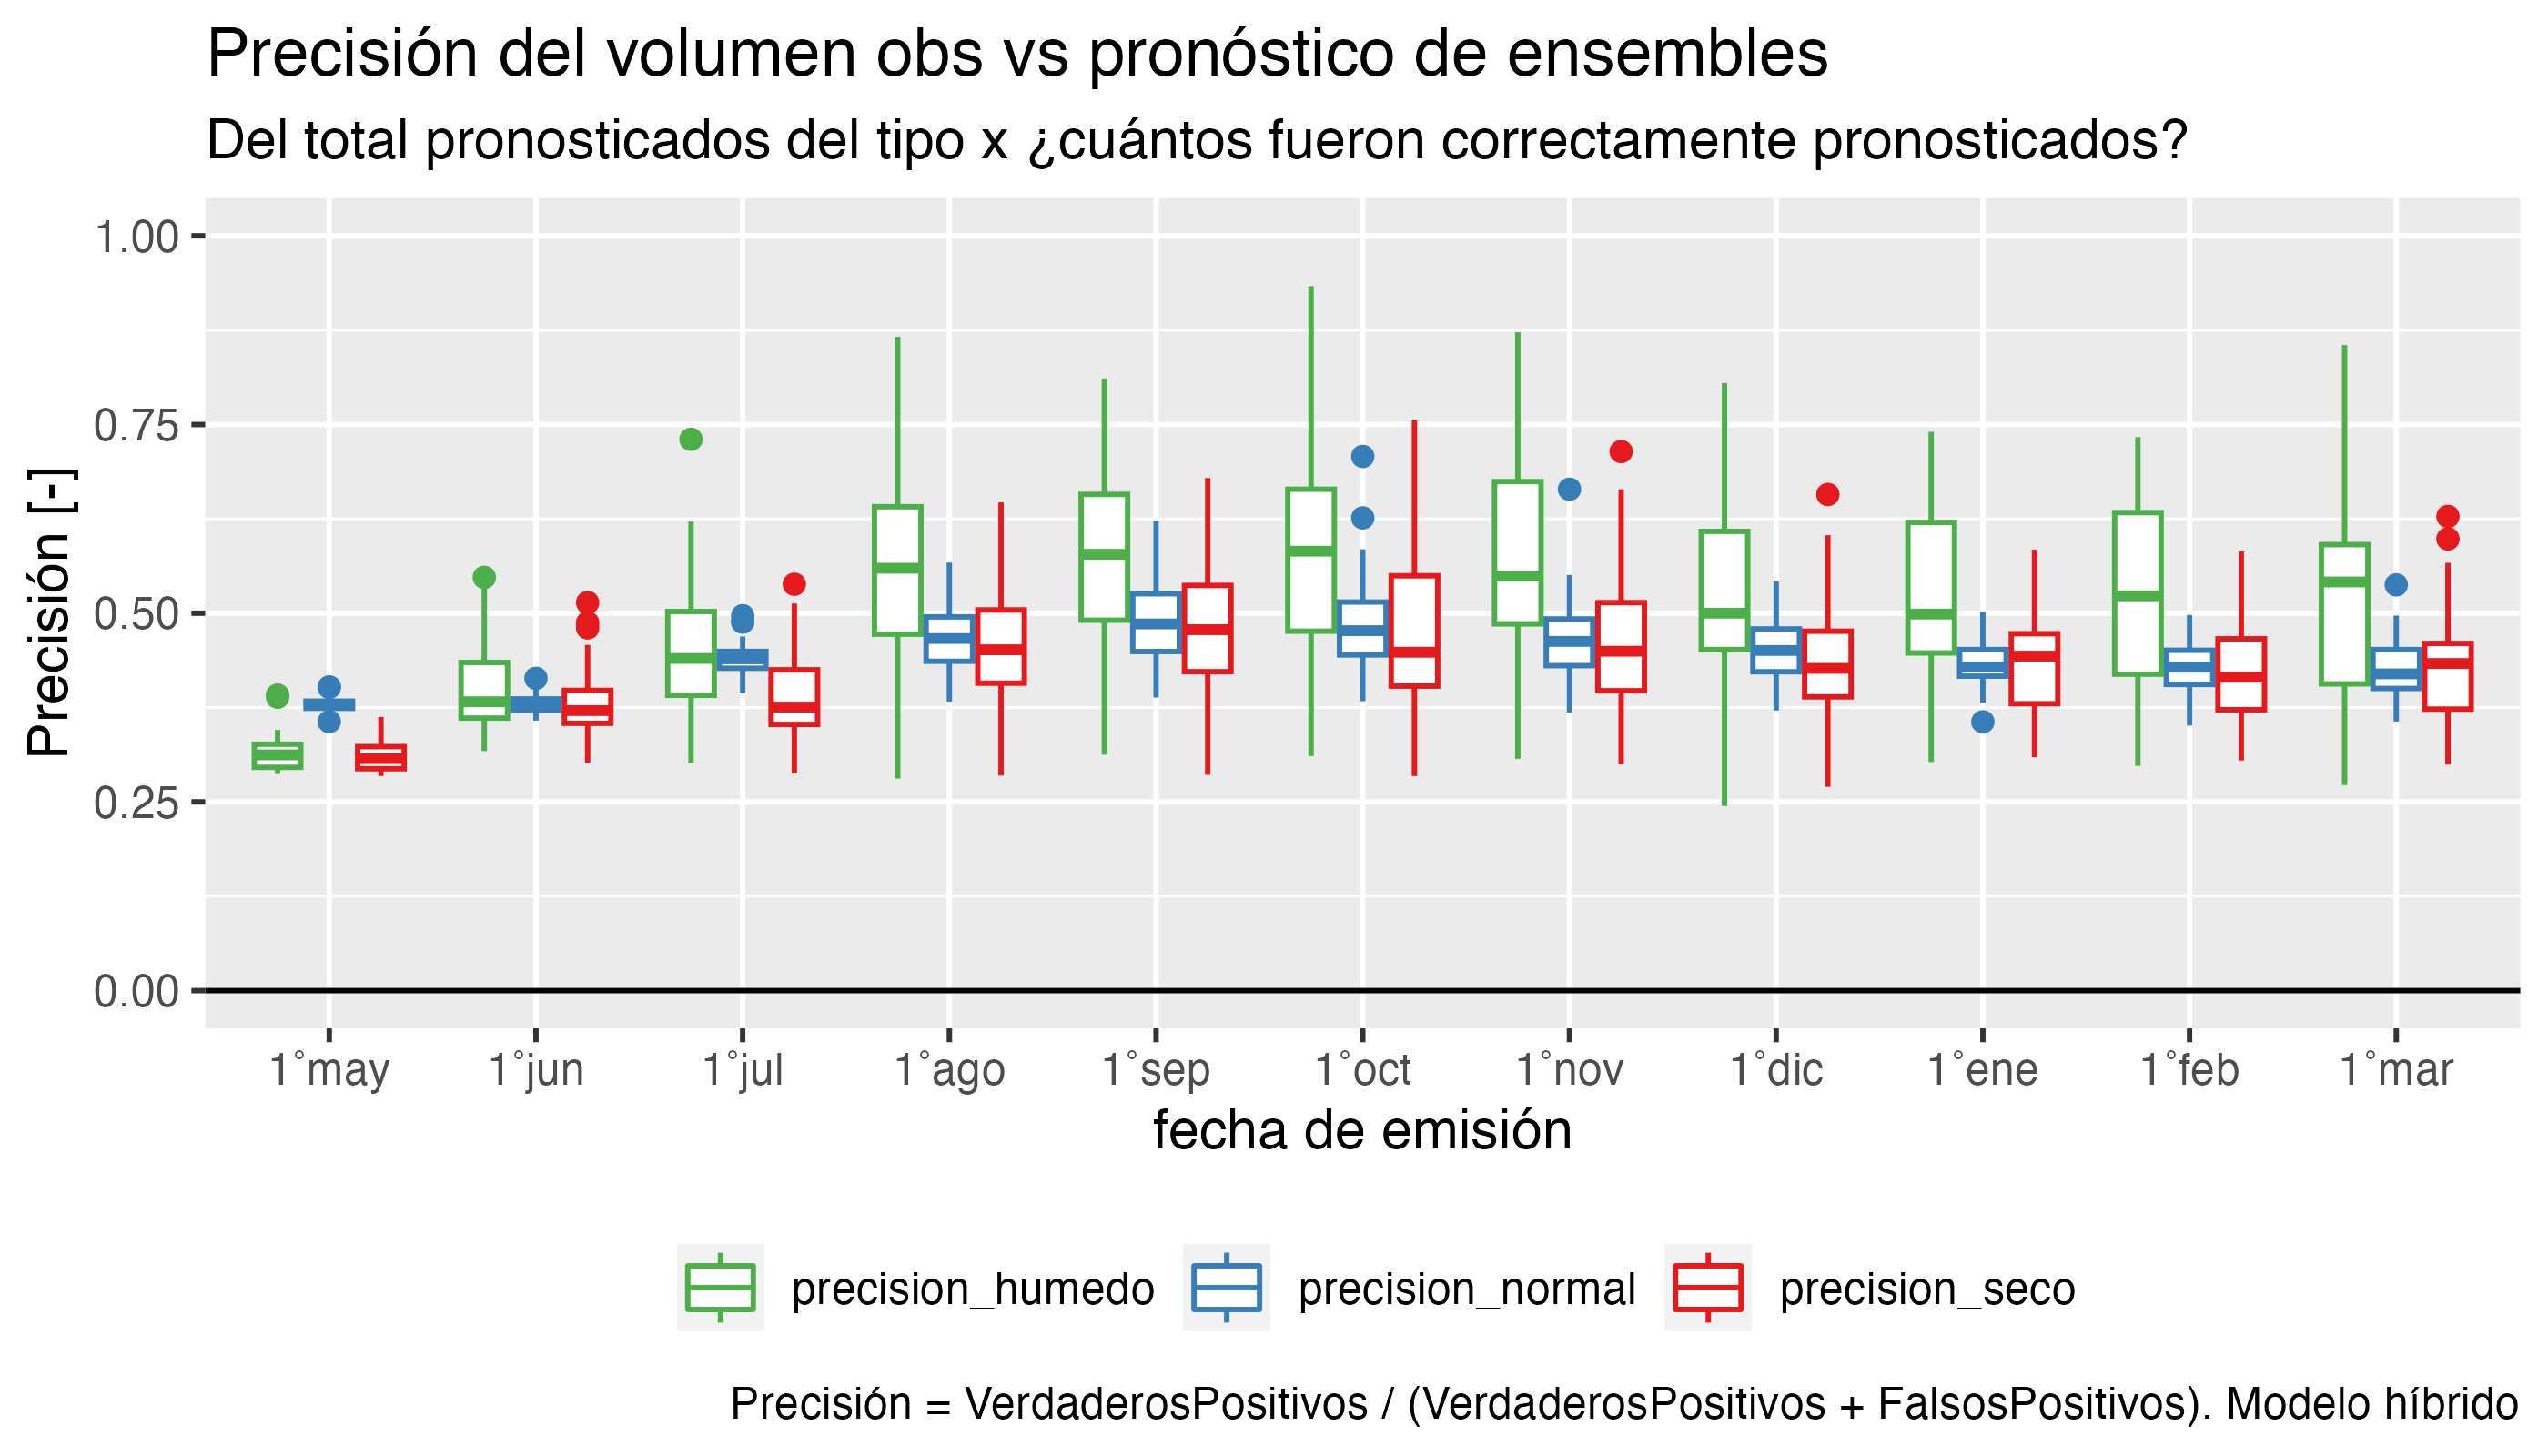 Precisión del volumen obs vs pronóstico de ensembles
Del total pronosticados del tipo x ¿cuántos fueron correctamente pronosticados?
Precisión [-]
1.00
0.75
0.50
0.25
0.00
1°may 1°jun 1°jul 1°ago 1°sep 1°oct 1°nov 1°dic 1°ene 1°feb 1°mar
fecha de emisión
precision_humedo precision_normal precision_seco
Precisión = VerdaderosPositivos / (VerdaderosPositivos + FalsosPositivos). Modelo híbrido